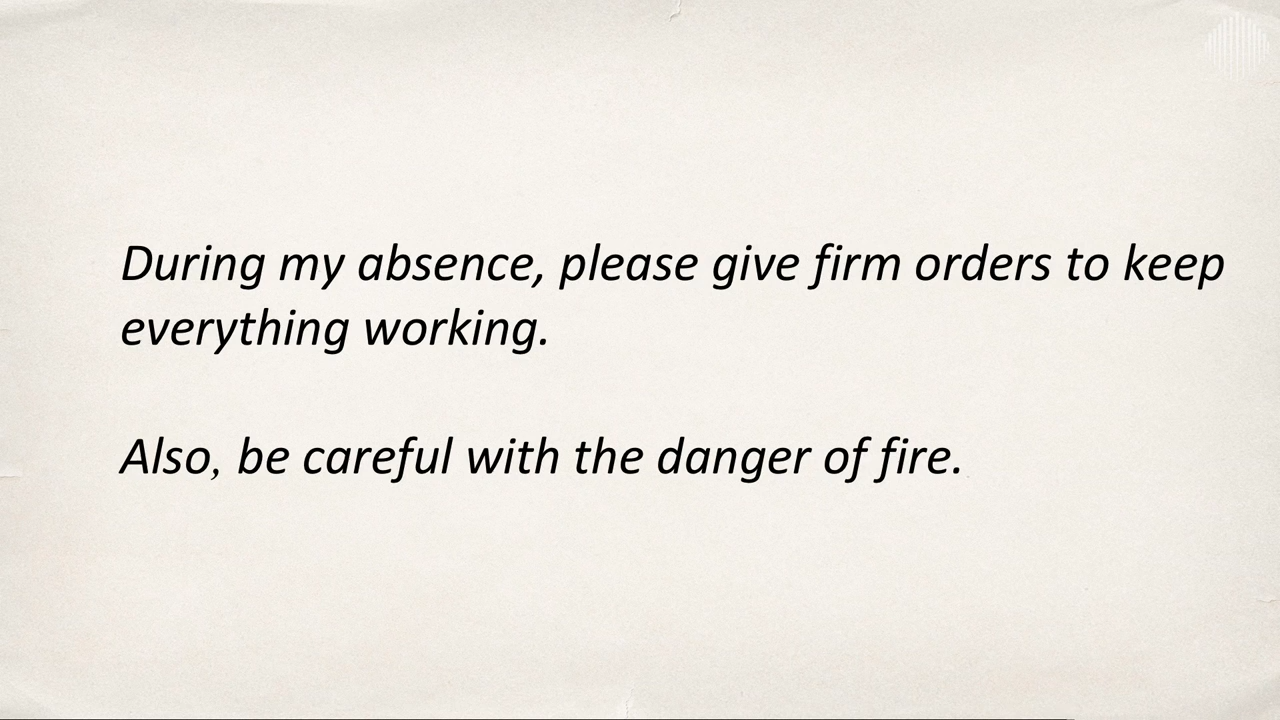 During my absence, please give firm orders to keep
everything working.
Also, be careful with the danger of fire.